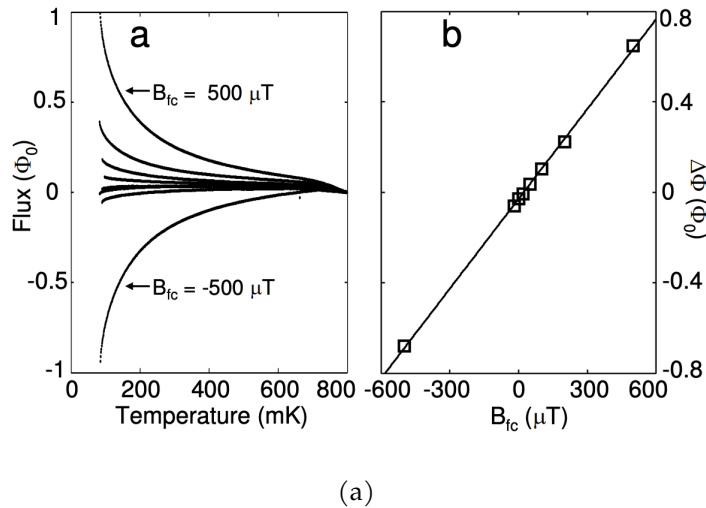 a
b
1
0.5
0
-0.5
-1
Flux (Φ₀)
B_fc = 500 μT
B_fc = -500 μT
0 200 400 600 800
Temperature (mK)
0.8
0.4
0
-0.4
-0.8
ΔΦ (Φ₀)
-600 -300 0 300 600
B_fc (μT)
(a)